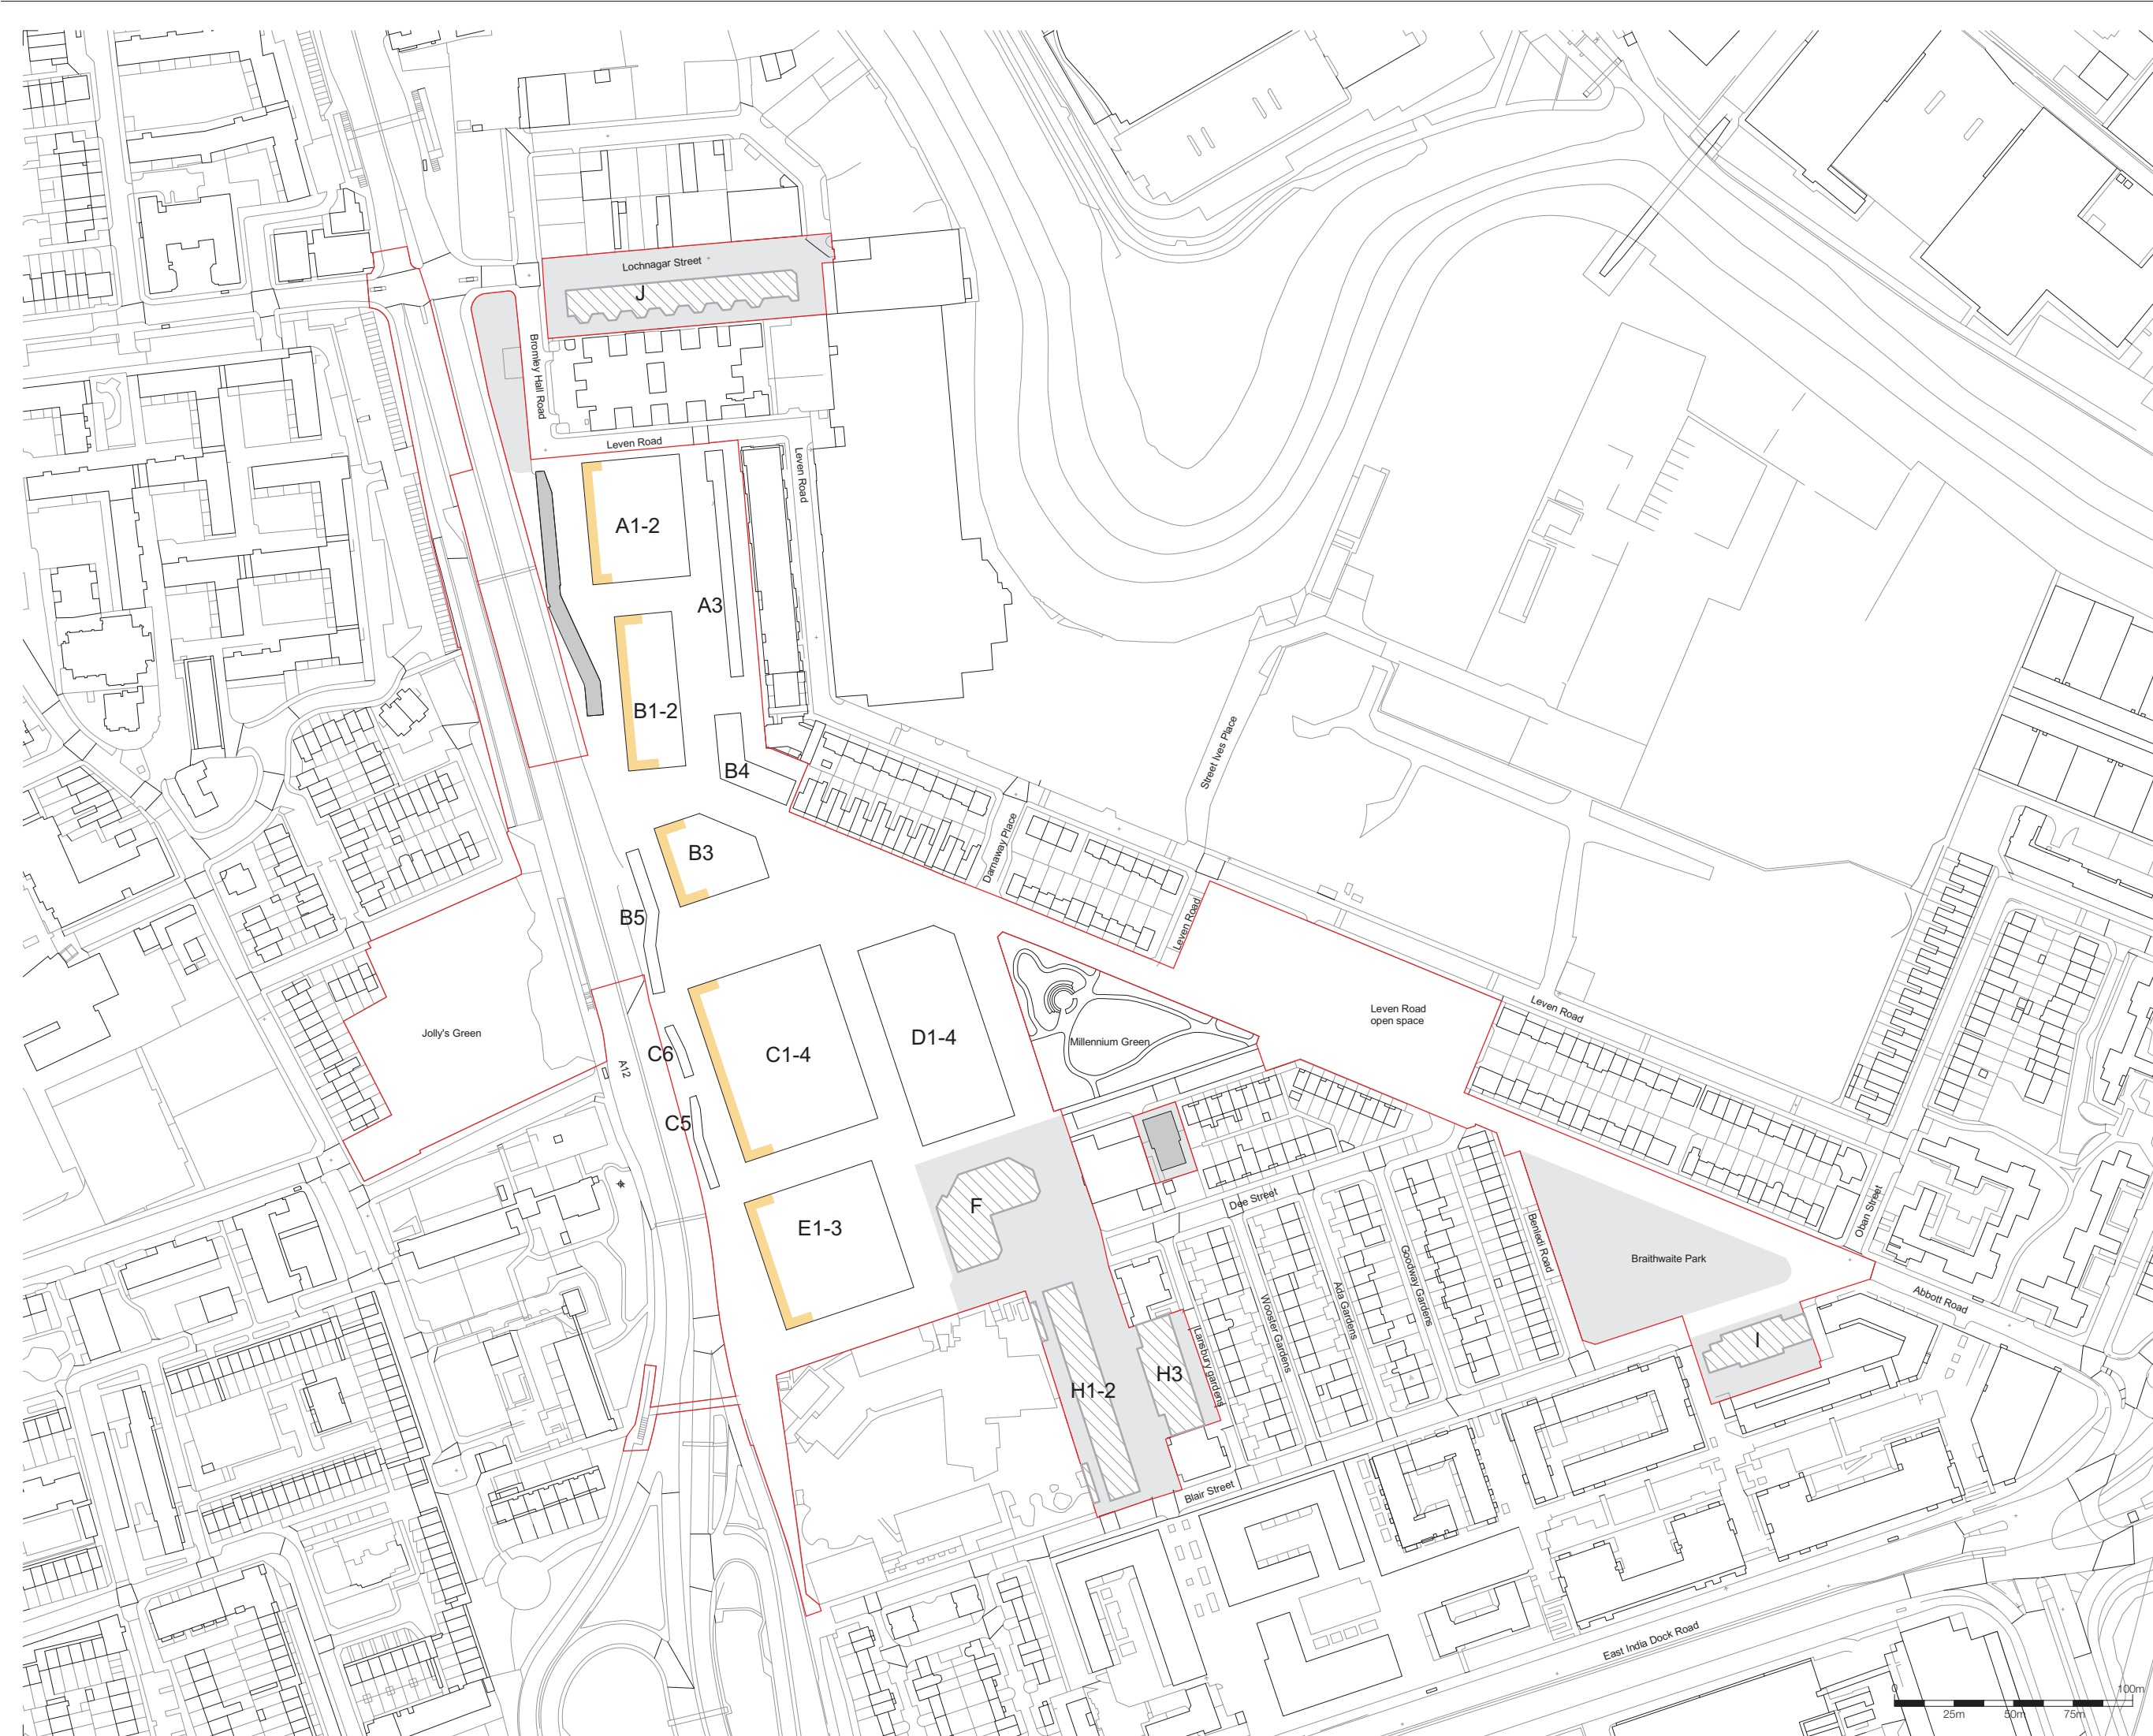 Lochnagar Street
J
Bromley Hall Road
Leven Road
Leven Road
A1-2
A3
B1-2
B4
Street Ives Place
B3
Darnaway Place
B5
Leven Road
Leven Road
Leven Road
open space
Jolly's Green
A12
C6
C1-4
D1-4
Millennium Green
C5
Dee Street
F
E1-3
Benledi Road
Oban Street
Braithwaite Park
Goodway Gardens
Ada Gardens
Wooster Gardens
Lansbury gardens
Abbott Road
I
H3
H1-2
Blair Street
East India Dock Road
0
100m
25m
50m
75m